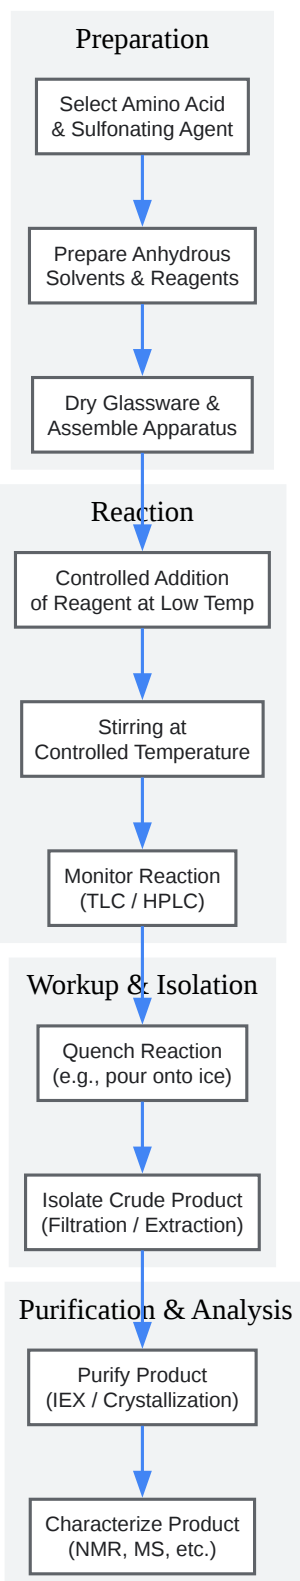 Preparation
Select Amino Acid
& Sulfonating Agent
Prepare Anhydrous
Solvents & Reagents
Dry Glassware &
Assemble Apparatus
Reaction
Controlled Addition
of Reagent at Low Temp
Stirring at
Controlled Temperature
Monitor Reaction
(TLC / HPLC)
Workup & Isolation
Quench Reaction
(e.g., pour onto ice)
Isolate Crude Product
(Filtration / Extraction)
Purification & Analysis
Purify Product
(IEX / Crystallization)
Characterize Product
(NMR, MS, etc.)